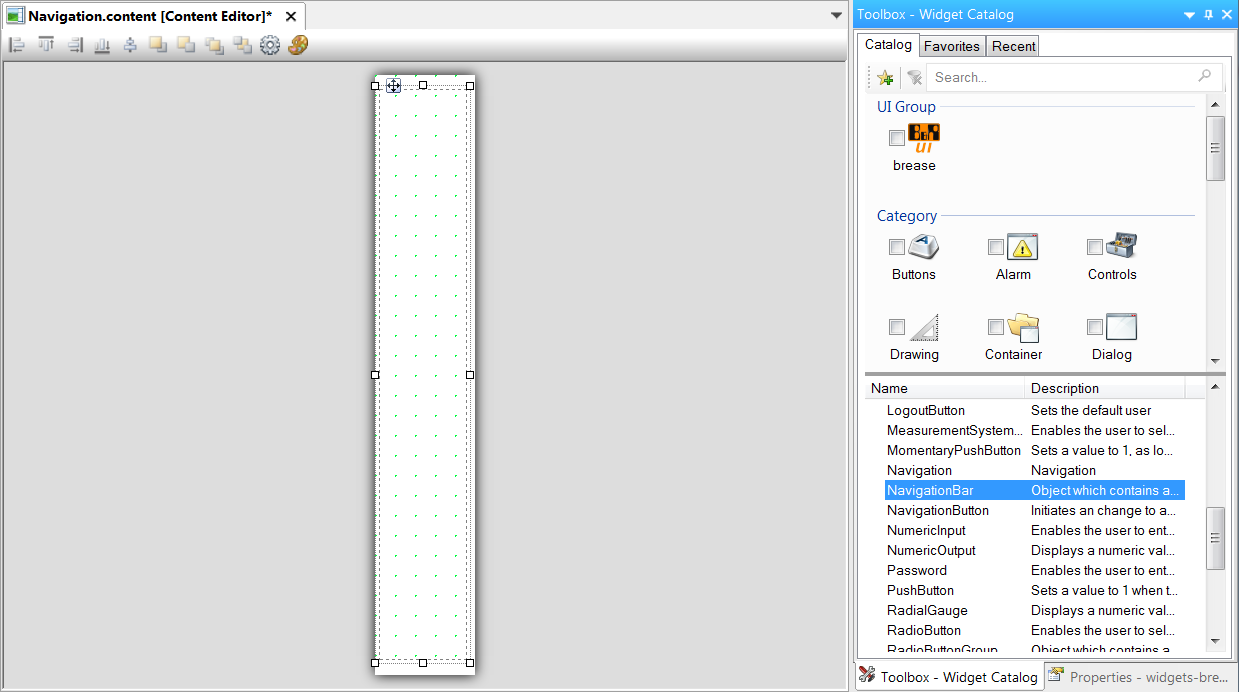 Navigation.content [Content Editor]*
Toolbox - Widget Catalog
Catalog Favorites Recent
Search...
UI Group
B&R
UI
brease
Category
Buttons Alarm Controls
Drawing Container Dialog
Name Description
LogoutButton Sets the default user
MeasurementSystem... Enables the user to sel...
MomentaryPushButton Sets a value to 1, as lo...
Navigation Navigation
NavigationBar Object which contains a...
NavigationButton Initiates an change to a...
NumericInput Enables the user to ent...
NumericOutput Displays a numeric val...
Password Enables the user to ent...
PushButton Sets a value to 1 when t...
RadialGauge Displays a numeric val...
RadioButton Enables the user to sel...
RadioButtonGroup Object which contains a...
Toolbox - Widget Catalog Properties - widgets-bre...